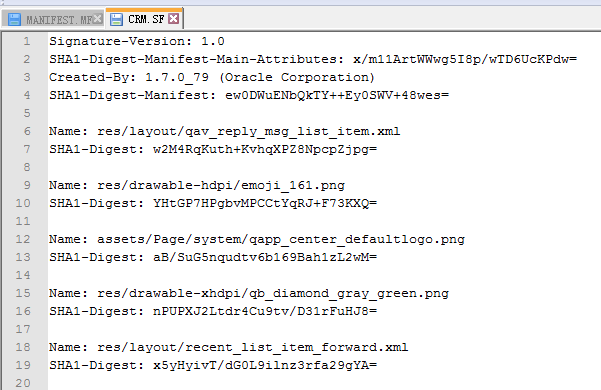 MANIFEST.MF CRM.SF
1 Signature-Version: 1.0
2 SHA1-Digest-Manifest-Main-Attributes: x/m11ArtWWwg5I8p/wTD6UcKPdw=
3 Created-By: 1.7.0_79 (Oracle Corporation)
4 SHA1-Digest-Manifest: ew0DWuENbQkTY++Ey0SWV+48wes=
5
6 Name: res/layout/qav_reply_msg_list_item.xml
7 SHA1-Digest: w2M4RqKuth+KvhqXPZ8NpcpZjpg=
8
9 Name: res/drawable-hdpi/emoji_161.png
10 SHA1-Digest: YHtGP7HPgbvMPCCtYqRJ+F73KXQ=
11
12 Name: assets/Page/system/qapp_center_defaultlogo.png
13 SHA1-Digest: aB/SuG5nqudtv6b169Bah1zL2wM=
14
15 Name: res/drawable-xhdpi/qb_diamond_gray_green.png
16 SHA1-Digest: nPUPXJ2Ltdr4Cu9tv/D31rFuHJ8=
17
18 Name: res/layout/recent_list_item_forward.xml
19 SHA1-Digest: x5yHyivT/dG0L9ilnz3rfa29gYA=
20